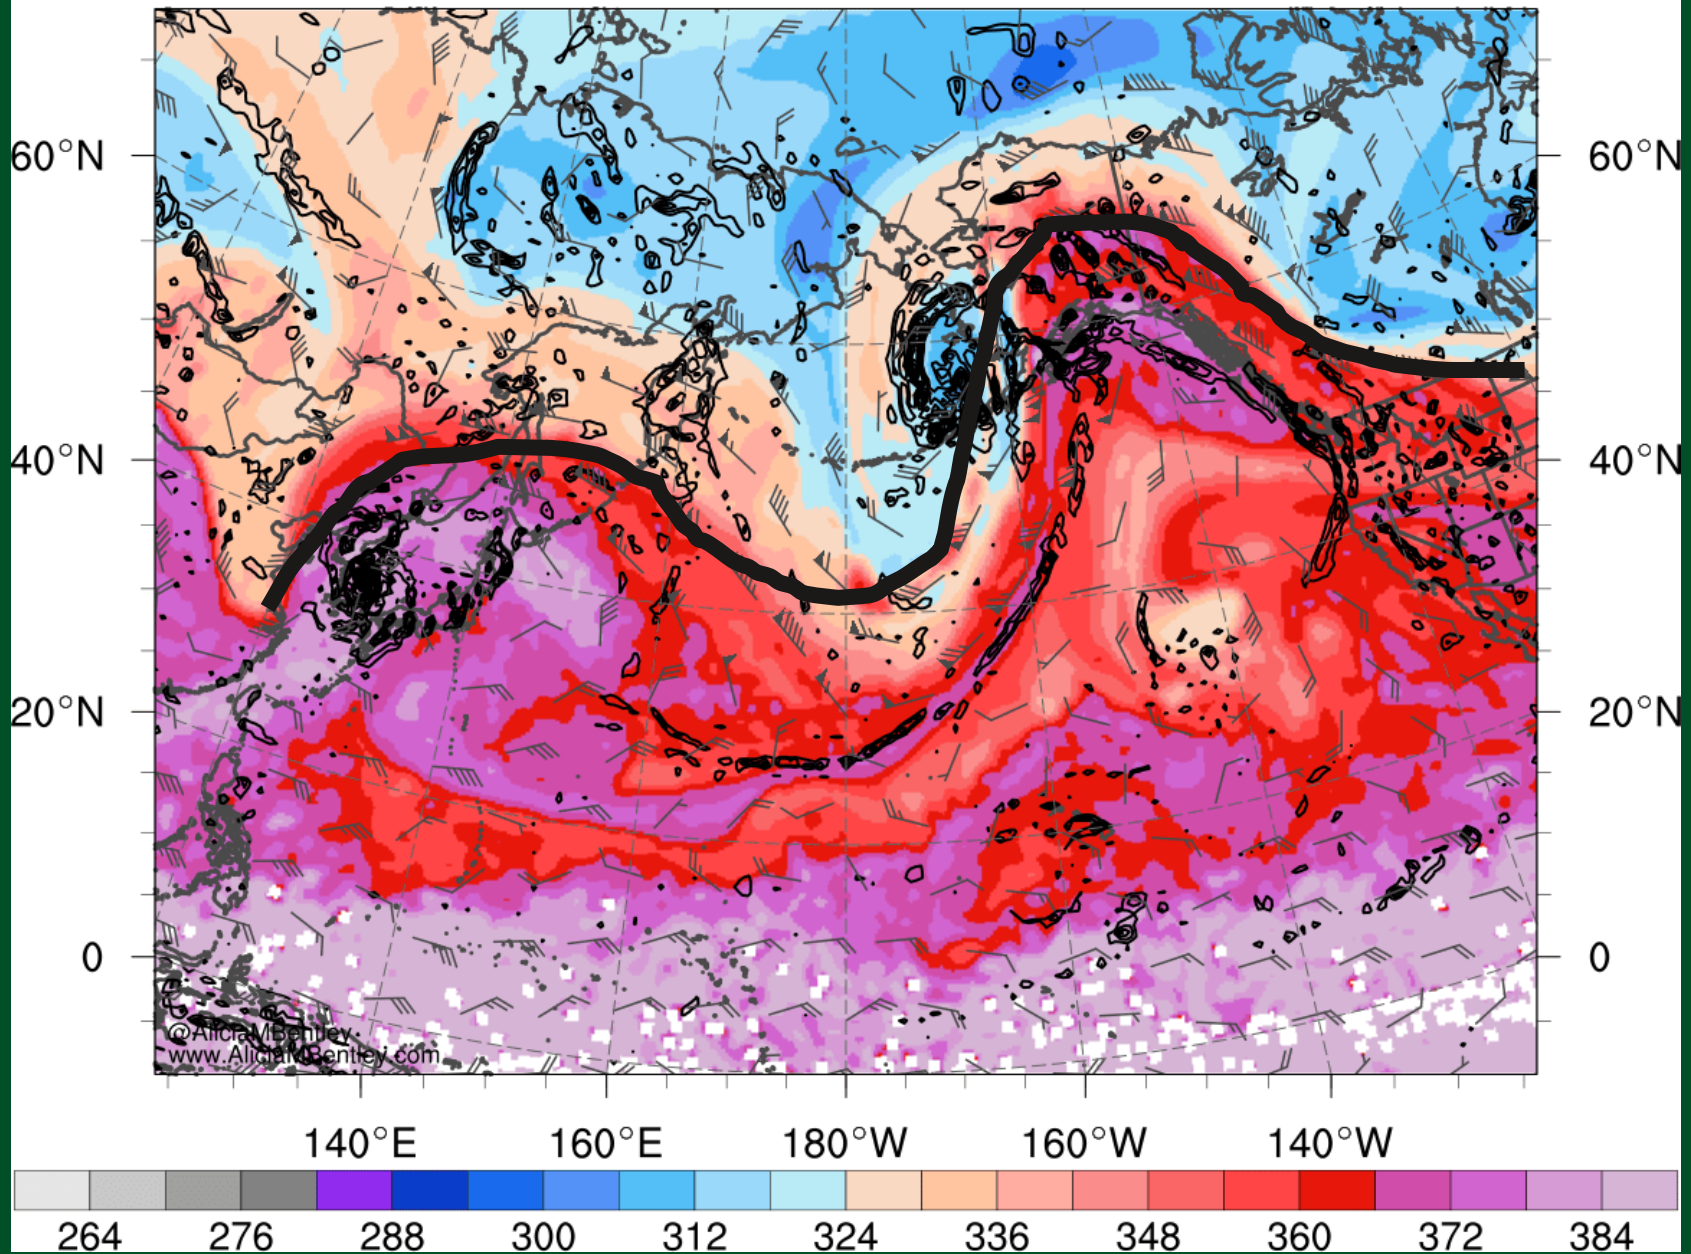 60°N 60°N
40°N 40°N
20°N 20°N
0 0
@AliciaMBentley
www.AliciaMBentley.com
140°E 160°E 180°W 160°W 140°W
264 276 288 300 312 324 336 348 360 372 384